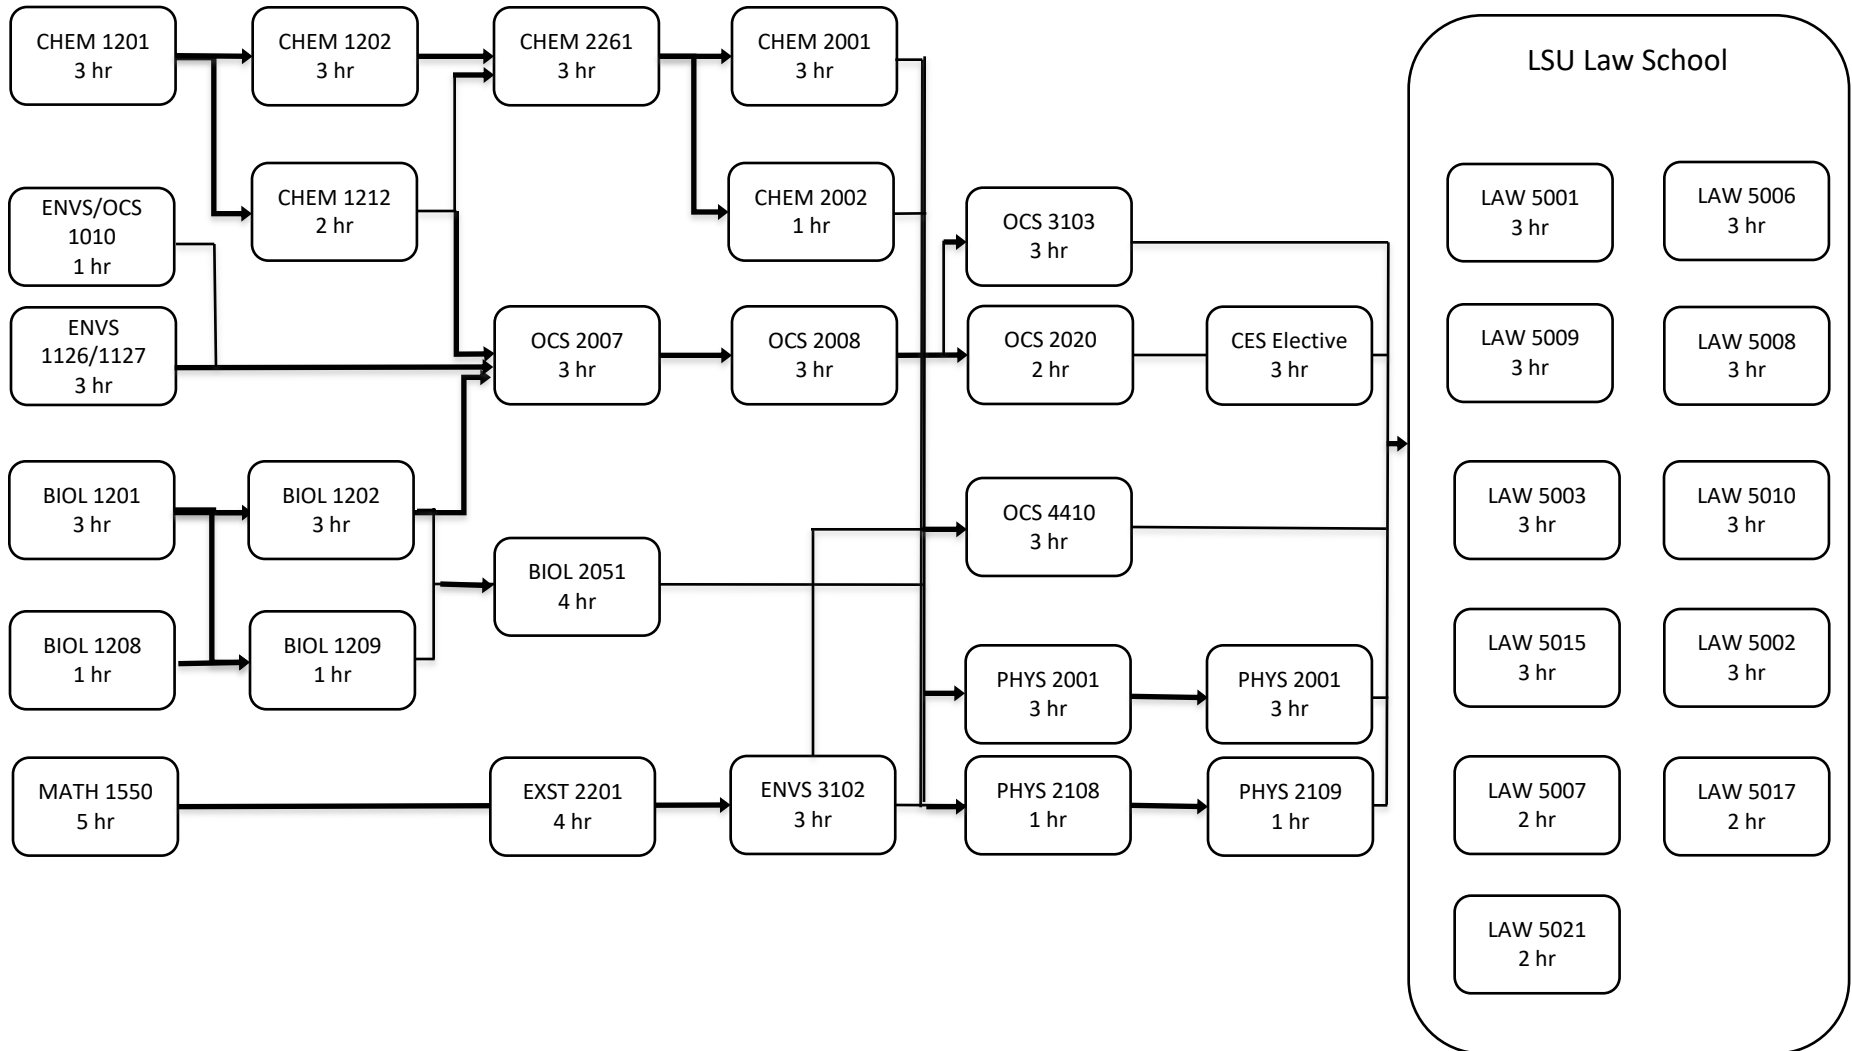 CHEM 1201
3 hr
CHEM 1202
3 hr
CHEM 2261
3 hr
CHEM 2001
3 hr
ENVS/OCS
1010
1 hr
CHEM 1212
2 hr
CHEM 2002
1 hr
OCS 3103
3 hr
ENVS
1126/1127
3 hr
OCS 2007
3 hr
OCS 2008
3 hr
OCS 2020
2 hr
CES Elective
3 hr
BIOL 1201
3 hr
BIOL 1202
3 hr
OCS 4410
3 hr
BIOL 2051
4 hr
BIOL 1208
1 hr
BIOL 1209
1 hr
PHYS 2001
3 hr
PHYS 2001
3 hr
MATH 1550
5 hr
EXST 2201
4 hr
ENVS 3102
3 hr
PHYS 2108
1 hr
PHYS 2109
1 hr
LSU Law School
LAW 5001
3 hr
LAW 5006
3 hr
LAW 5009
3 hr
LAW 5008
3 hr
LAW 5003
3 hr
LAW 5010
3 hr
LAW 5015
3 hr
LAW 5002
3 hr
LAW 5007
2 hr
LAW 5017
2 hr
LAW 5021
2 hr